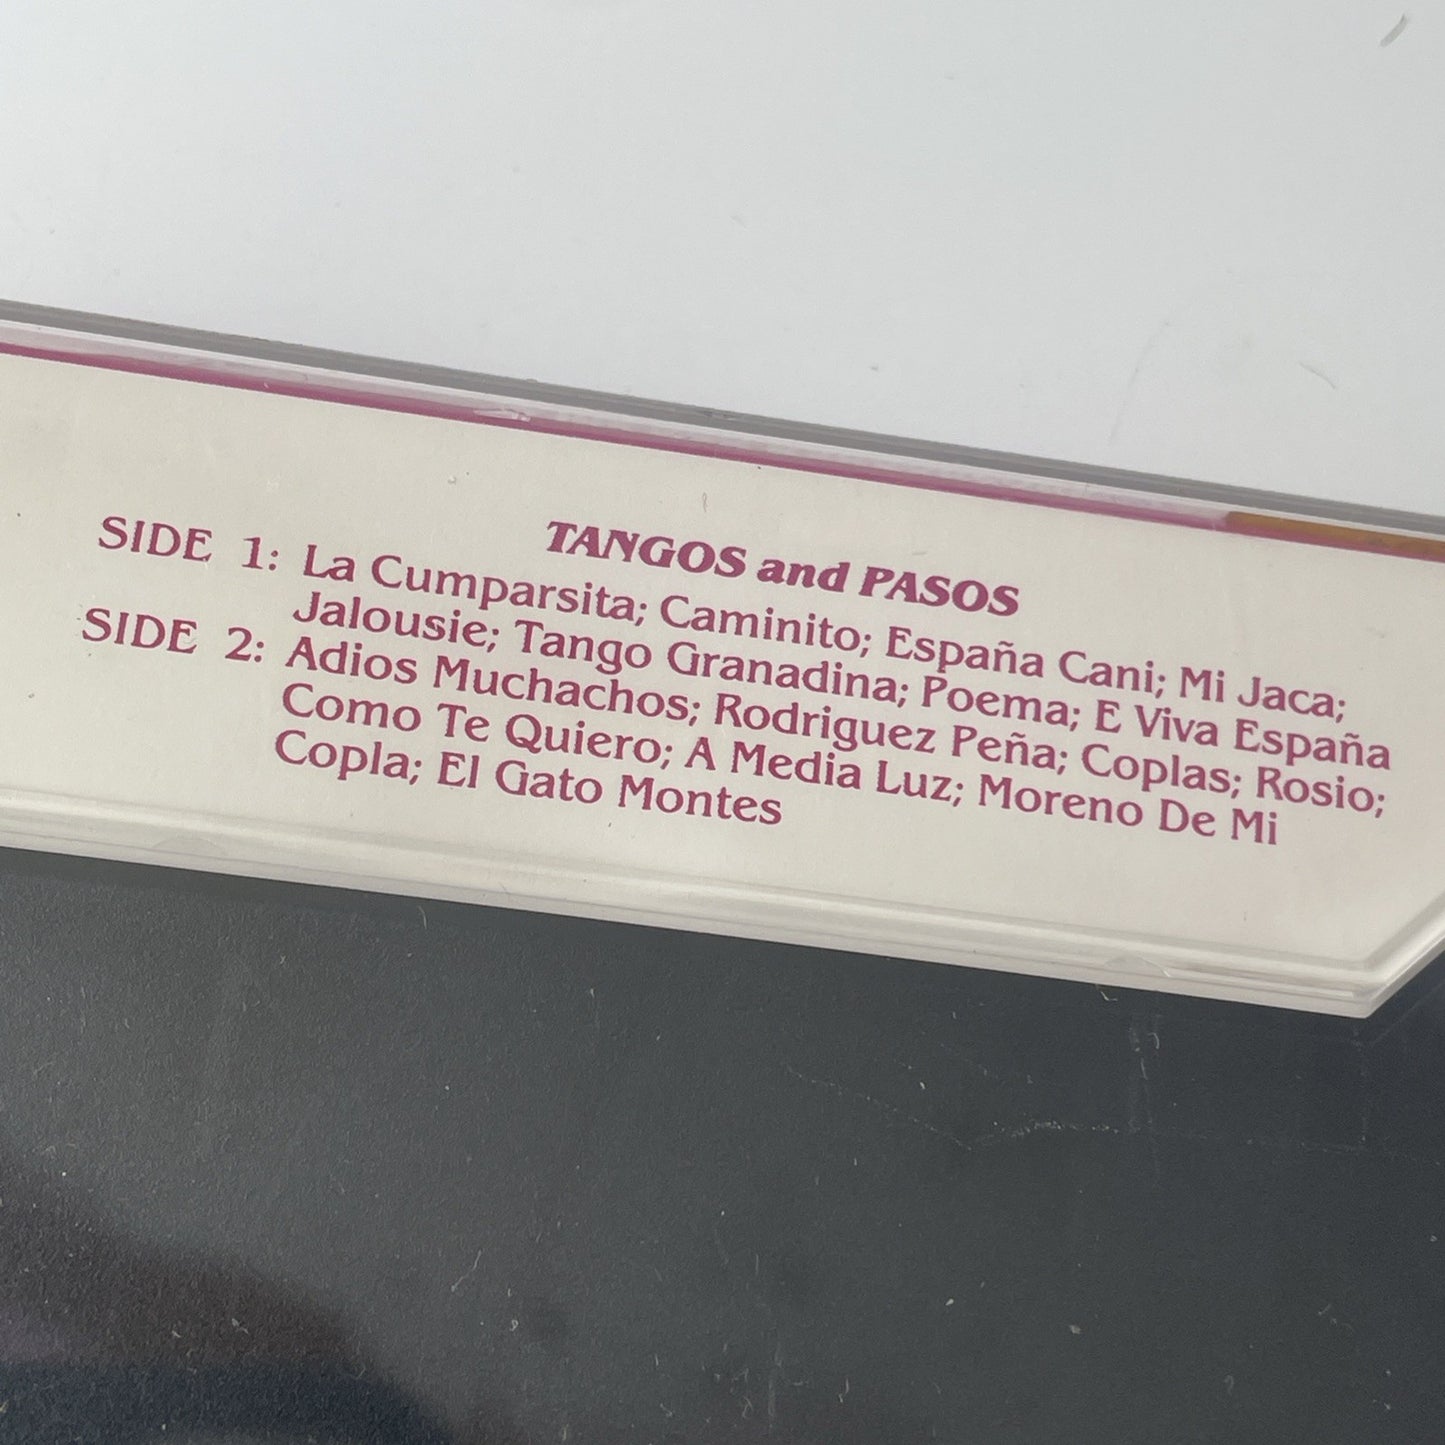 TANGOS and PASOS
SIDE 1: La Cumparsita; Caminito; España Cani; Mi Jaca;
Jalousie; Tango Granadina; Poema; E Viva España
SIDE 2: Adios Muchachos; Rodriguez Peña; Coplas; Rosio;
Como Te Quiero; A Media Luz; Moreno De Mi
Copla; El Gato Montes